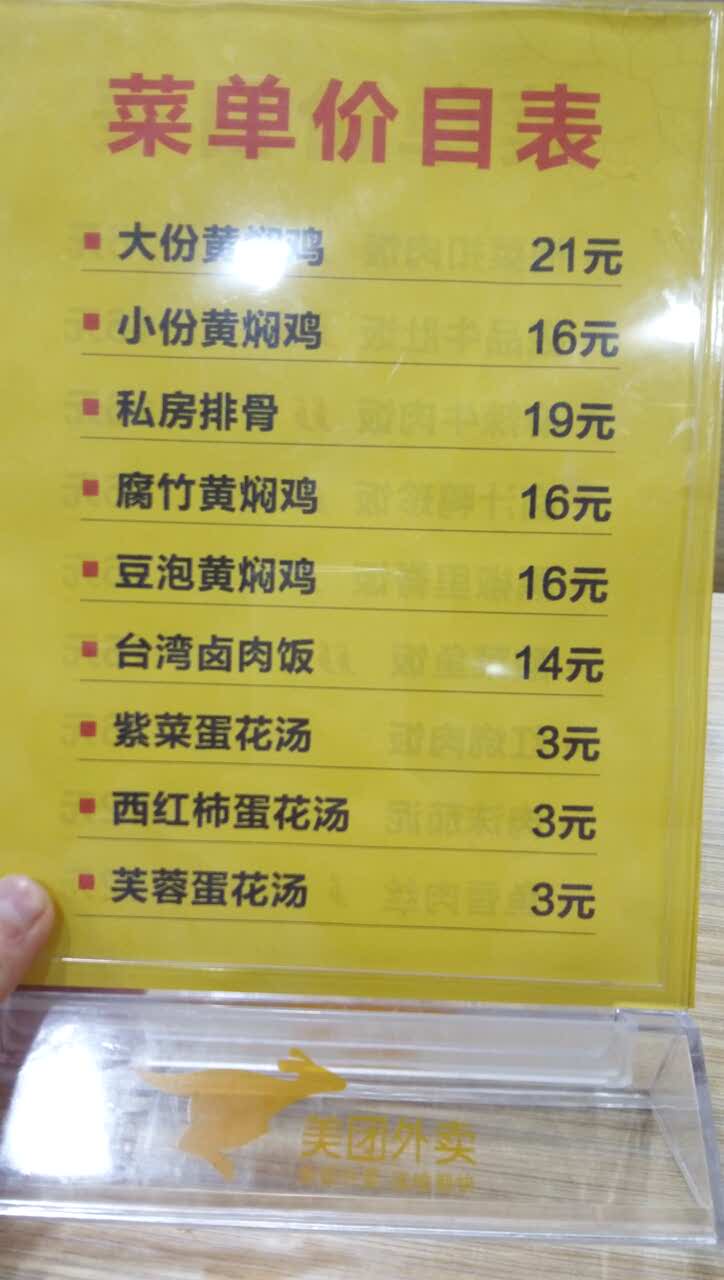 菜单价目表
大份黄焖鸡 21元
小份黄焖鸡 16元
私房排骨 19元
腐竹黄焖鸡 16元
豆泡黄焖鸡 16元
台湾卤肉饭 14元
紫菜蛋花汤 3元
西红柿蛋花汤 3元
芙蓉蛋花汤 3元
美团外卖